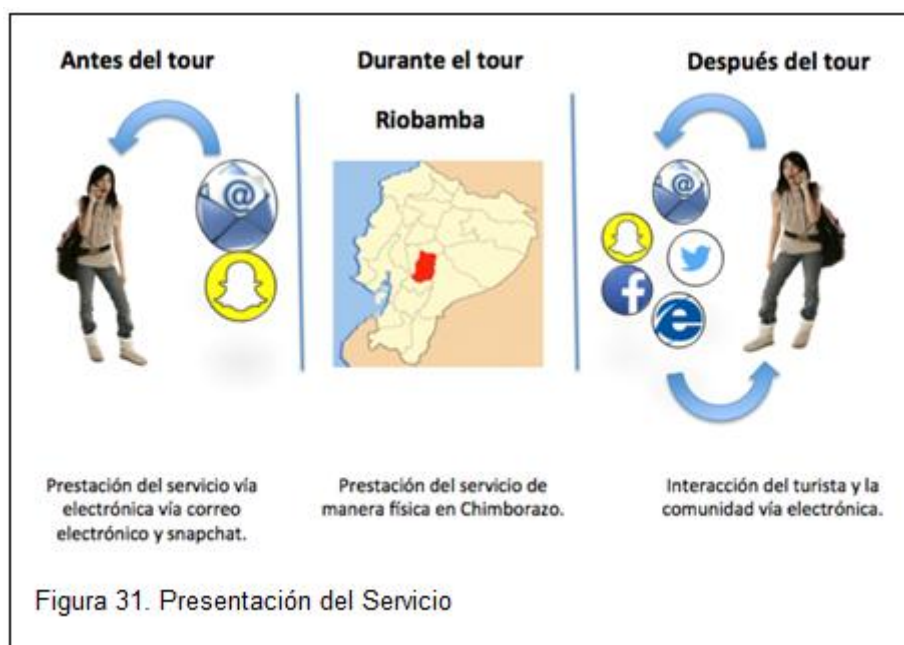 Antes del tour
Durante el tour
Después del tour
Riobamba
Prestación del servicio vía
electrónica vía correo
electrónico y snapchat.
Prestación del servicio de
manera física en Chimborazo.
Interacción del turista y la
comunidad vía electrónica.
Figura 31. Presentación del Servicio